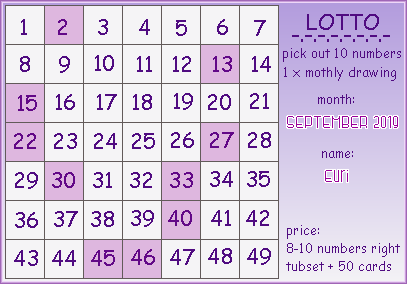 1 2 3 4 5 6 7
8 9 10 11 12 13 14
15 16 17 18 19 20 21
22 23 24 25 26 27 28
29 30 31 32 33 34 35
36 37 38 39 40 41 42
43 44 45 46 47 48 49
LOTTO
pick out 10 numbers
1 x mothly drawing
month:
SEPTEMBER 2019
name:
Euri
price:
8-10 numbers right
tubset + 50 cards